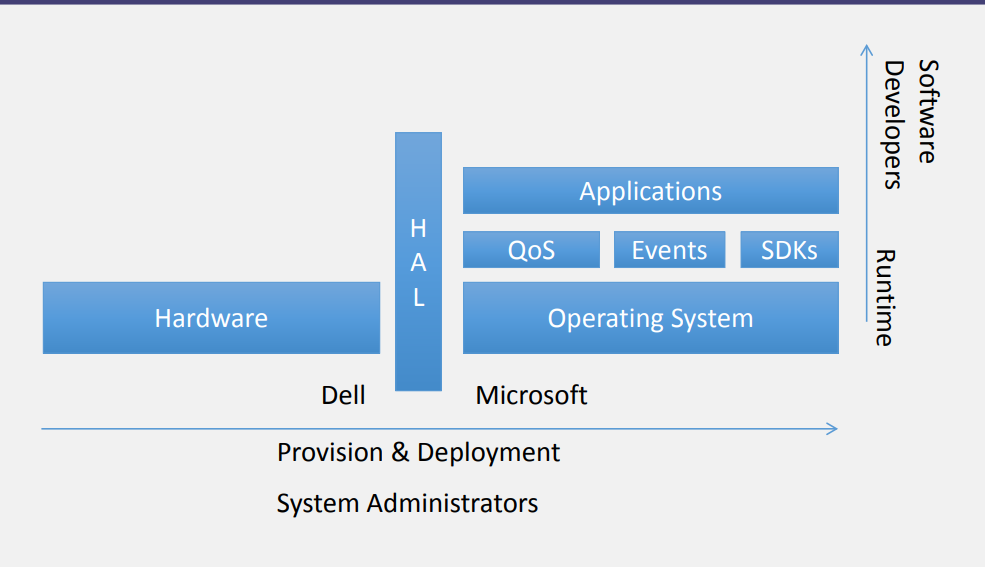 Software
Developers
Runtime
H
A
L
Applications
QoS
Events
SDKs
Hardware
Operating System
Dell
Microsoft
Provision & Deployment
System Administrators